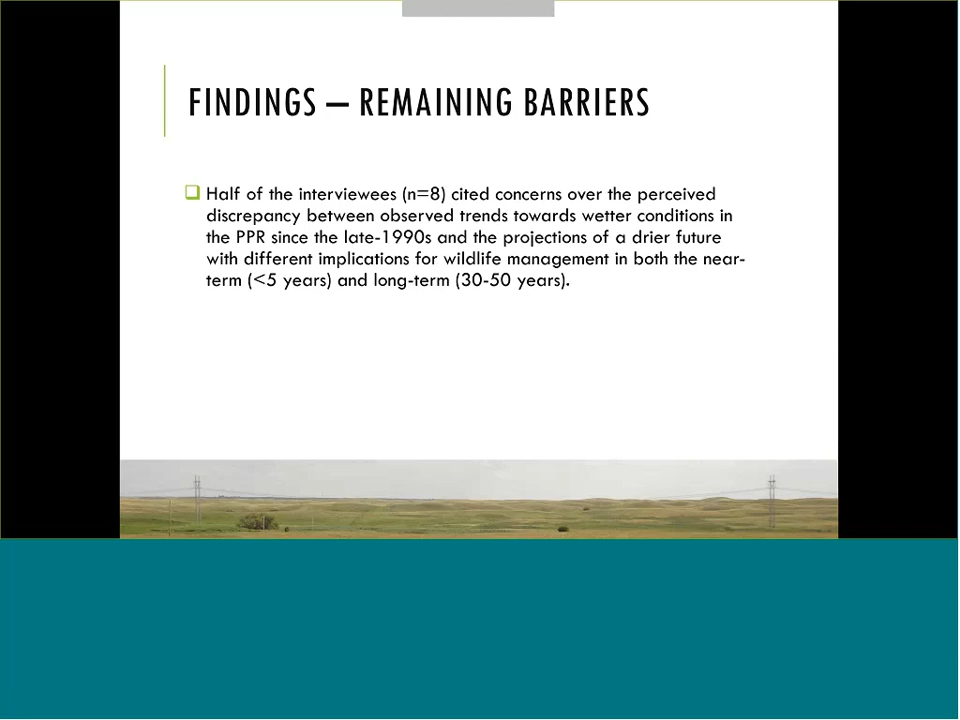 FINDINGS – REMAINING BARRIERS
Half of the interviewees (n=8) cited concerns over the perceived
discrepancy between observed trends towards wetter conditions in
the PPR since the late-1990s and the projections of a drier future
with different implications for wildlife management in both the near-
term (<5 years) and long-term (30-50 years).